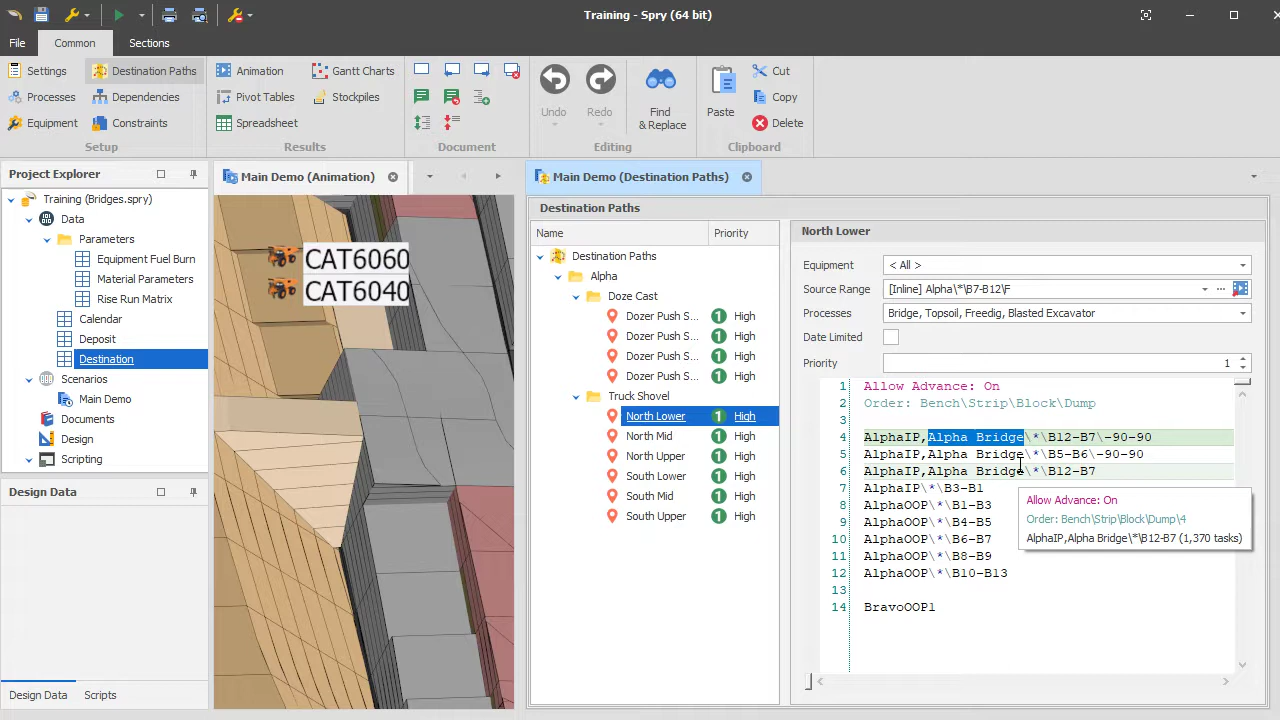 Training - Spry (64 bit)
File
Common
Sections
Settings
Destination Paths
Processes
Dependencies
Equipment
Constraints
Setup
Animation
Gantt Charts
Pivot Tables
Stockpiles
Spreadsheet
Results
Document
Undo
Redo
Find
& Replace
Editing
Paste
Cut
Copy
Delete
Clipboard
Project Explorer
Training (Bridges.spry)
Data
Parameters
Equipment Fuel Burn
Material Parameters
Rise Run Matrix
Calendar
Deposit
Destination
Scenarios
Main Demo
Documents
Design
Scripting
Design Data
Design Data
Scripts
Main Demo (Animation)
CAT6060
CAT6040
Main Demo (Destination Paths)
Destination Paths
Name
Priority
Destination Paths
Alpha
Doze Cast
Dozer Push S... 1 High
Dozer Push S... 1 High
Dozer Push S... 1 High
Dozer Push S... 1 High
Truck Shovel
North Lower 1 High
North Mid 1 High
North Upper 1 High
South Lower 1 High
South Mid 1 High
South Upper 1 High
North Lower
Equipment < All >
Source Range [Inline] Alpha\*\B7-B12\F
Processes Bridge, Topsoil, Freedig, Blasted Excavator
Date Limited
Priority 1
1 Allow Advance: On
2 Order: Bench\Strip\Block\Dump
3
4 AlphaIP,Alpha Bridge\*\B12-B7\-90-90
5 AlphaIP,Alpha Bridge\*\B5-B6\-90-90
6 AlphaIP,Alpha Bridge\*\B12-B7
7 AlphaIP\*\B3-B1
8 AlphaOOP\*\B1-B3
9 AlphaOOP\*\B4-B5
10 AlphaOOP\*\B6-B7
11 AlphaOOP\*\B8-B9
12 AlphaOOP\*\B10-B13
13
14 BravoOOP1
Allow Advance: On
Order: Bench\Strip\Block\Dump\4
AlphaIP,Alpha Bridge\*\B12-B7 (1,370 tasks)